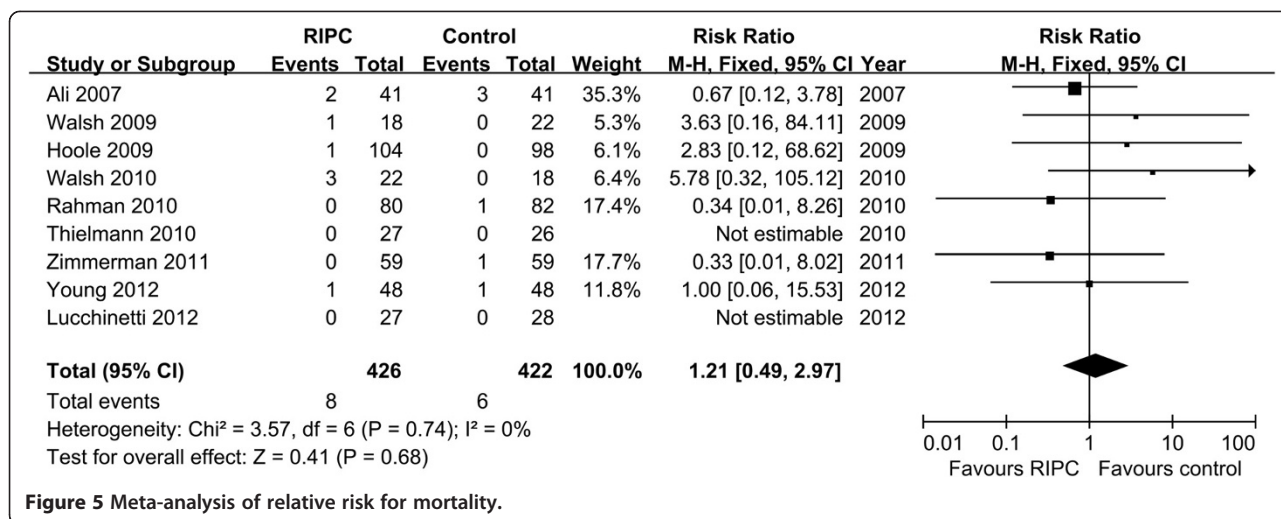 RIPC Control Risk Ratio Risk Ratio
Study or Subgroup Events Total Events Total Weight M-H, Fixed, 95% CI Year M-H, Fixed, 95% CI
Ali 2007 2 41 3 41 35.3% 0.67 [0.12, 3.78] 2007
Walsh 2009 1 18 0 22 5.3% 3.63 [0.16, 84.11] 2009
Hoole 2009 1 104 0 98 6.1% 2.83 [0.12, 68.62] 2009
Walsh 2010 3 22 0 18 6.4% 5.78 [0.32, 105.12] 2010
Rahman 2010 0 80 1 82 17.4% 0.34 [0.01, 8.26] 2010
Thielmann 2010 0 27 0 26 Not estimable 2010
Zimmerman 2011 0 59 1 59 17.7% 0.33 [0.01, 8.02] 2011
Young 2012 1 48 1 48 11.8% 1.00 [0.06, 15.53] 2012
Lucchinetti 2012 0 27 0 28 Not estimable 2012
Total (95% CI) 426 422 100.0% 1.21 [0.49, 2.97]
Total events 8 6
Heterogeneity: Chi² = 3.57, df = 6 (P = 0.74); I² = 0%
Test for overall effect: Z = 0.41 (P = 0.68)
0.01 0.1 1 10 100
Favours RIPC Favours control
Figure 5 Meta-analysis of relative risk for mortality.